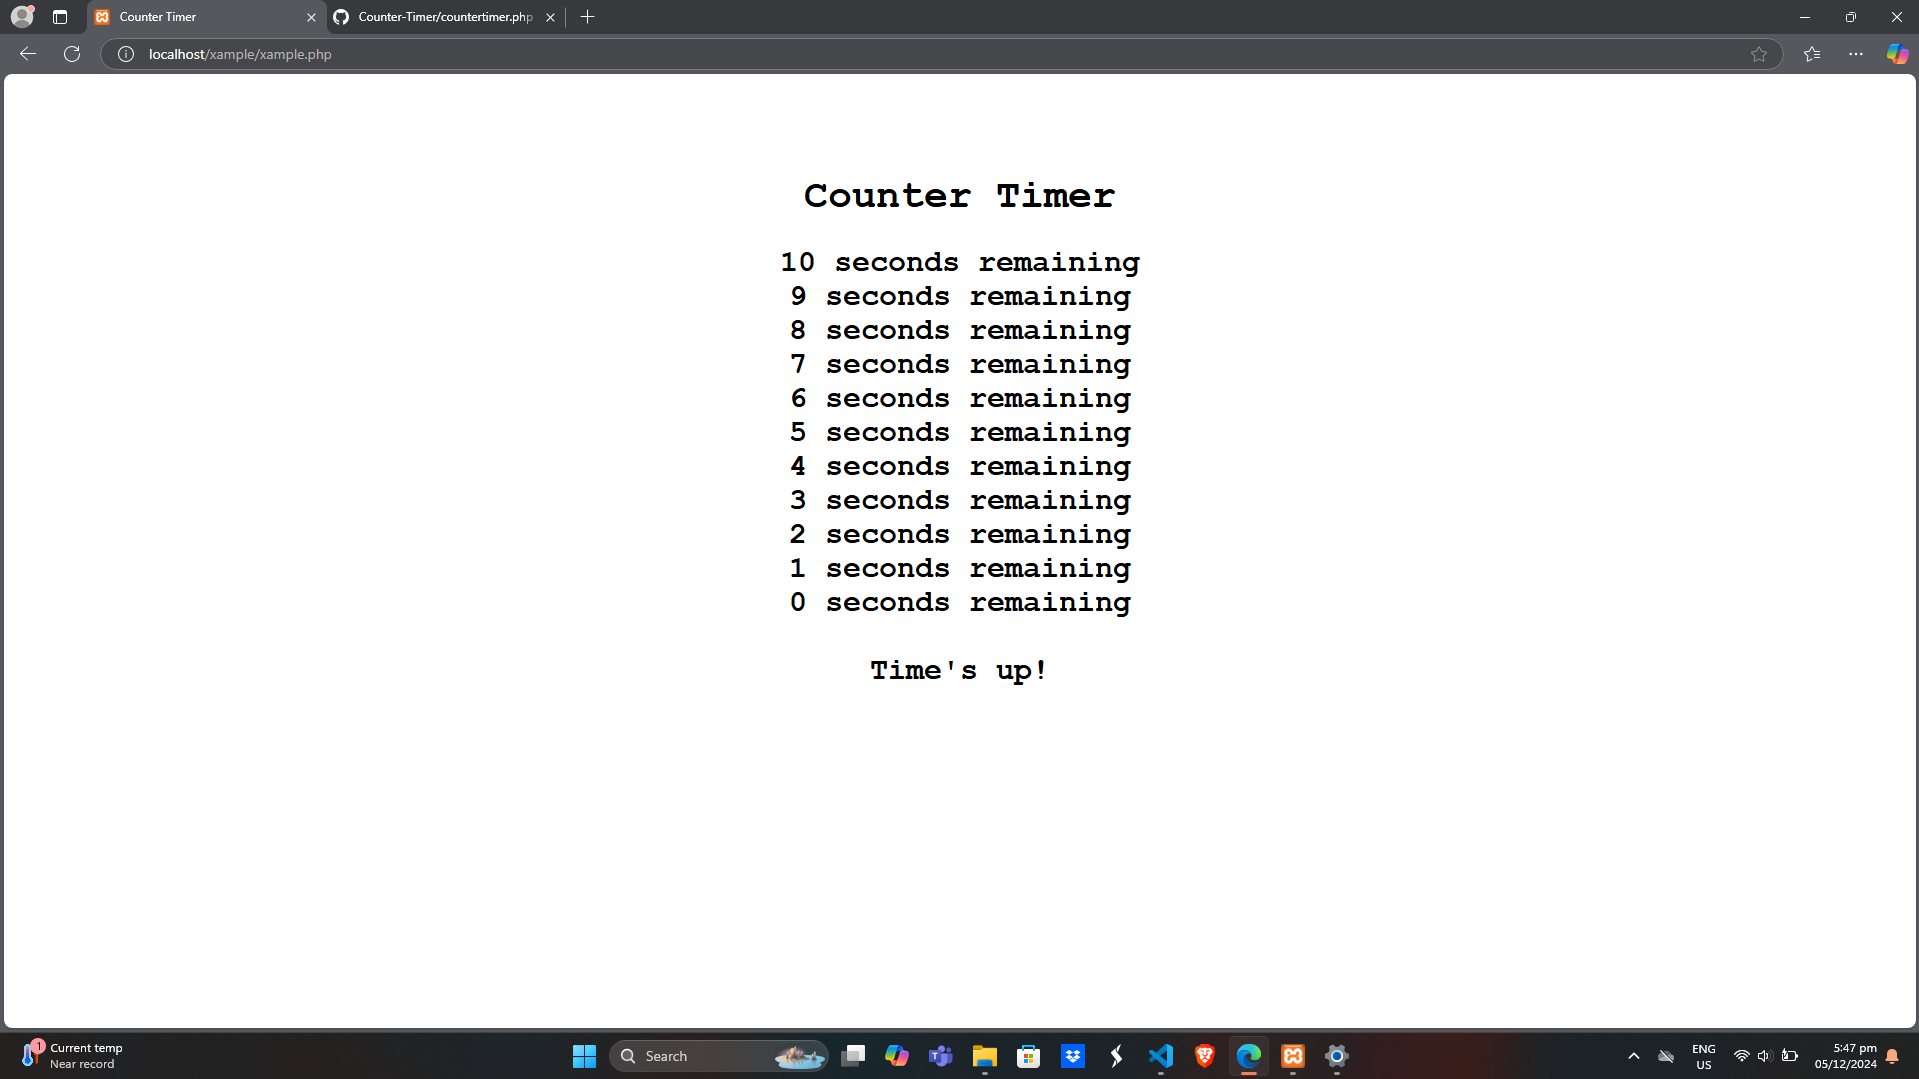 Counter Timer
Counter-Timer/countertimer.php
localhost/xample/xample.php
Counter Timer
10 seconds remaining
9 seconds remaining
8 seconds remaining
7 seconds remaining
6 seconds remaining
5 seconds remaining
4 seconds remaining
3 seconds remaining
2 seconds remaining
1 seconds remaining
0 seconds remaining
Time's up!
1
Current temp
Near record
Search
ENG
US
5:47 pm
05/12/2024